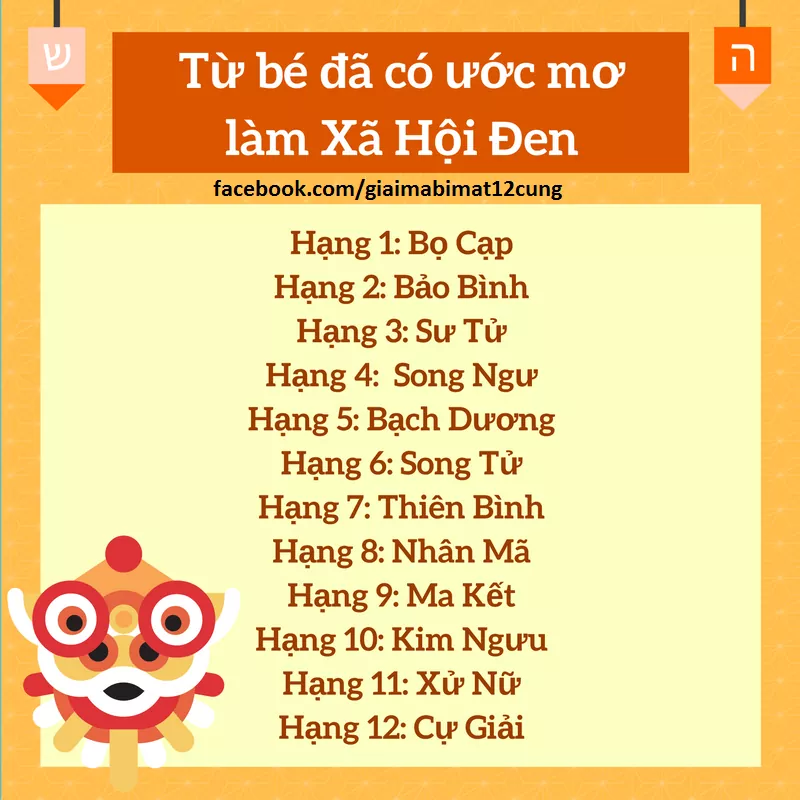 ש
ה
Từ bé đã có ước mơ
làm Xã Hội Đen
facebook.com/giaimabimat12cung
Hạng 1: Bọ Cạp
Hạng 2: Bảo Bình
Hạng 3: Sư Tử
Hạng 4: Song Ngư
Hạng 5: Bạch Dương
Hạng 6: Song Tử
Hạng 7: Thiên Bình
Hạng 8: Nhân Mã
Hạng 9: Ma Kết
Hạng 10: Kim Ngưu
Hạng 11: Xử Nữ
Hạng 12: Cự Giải